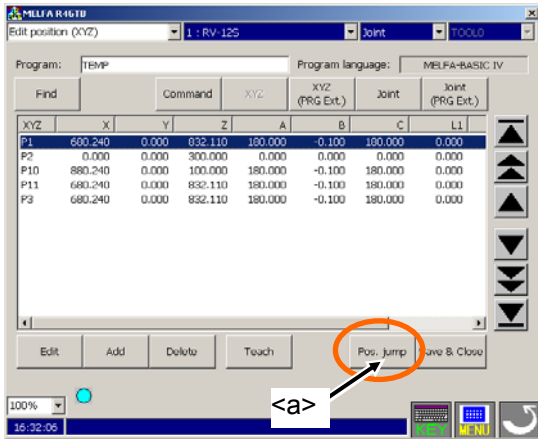 MELFA R46TB
Edit position (XYZ) 1 : RV-12S Joint TOOL0
Program: TEMP Program language: MELFA-BASIC IV
Find Command XYZ XYZ (PRG Ext.) Joint Joint (PRG Ext.)
XYZ X Y Z A B C L1
P1 680.240 0.000 832.110 180.000 -0.100 180.000 0.000
P2 0.000 0.000 300.000 0.000 0.000 0.000 0.000
P10 880.240 0.000 100.000 180.000 -0.100 180.000 0.000
P11 680.240 0.000 832.110 180.000 -0.100 180.000 0.000
P3 680.240 0.000 832.110 180.000 -0.100 180.000 0.000
Edit Add Delete Teach Pos. jump Save & Close
<a>
100%
16:32:06 KEY MENU